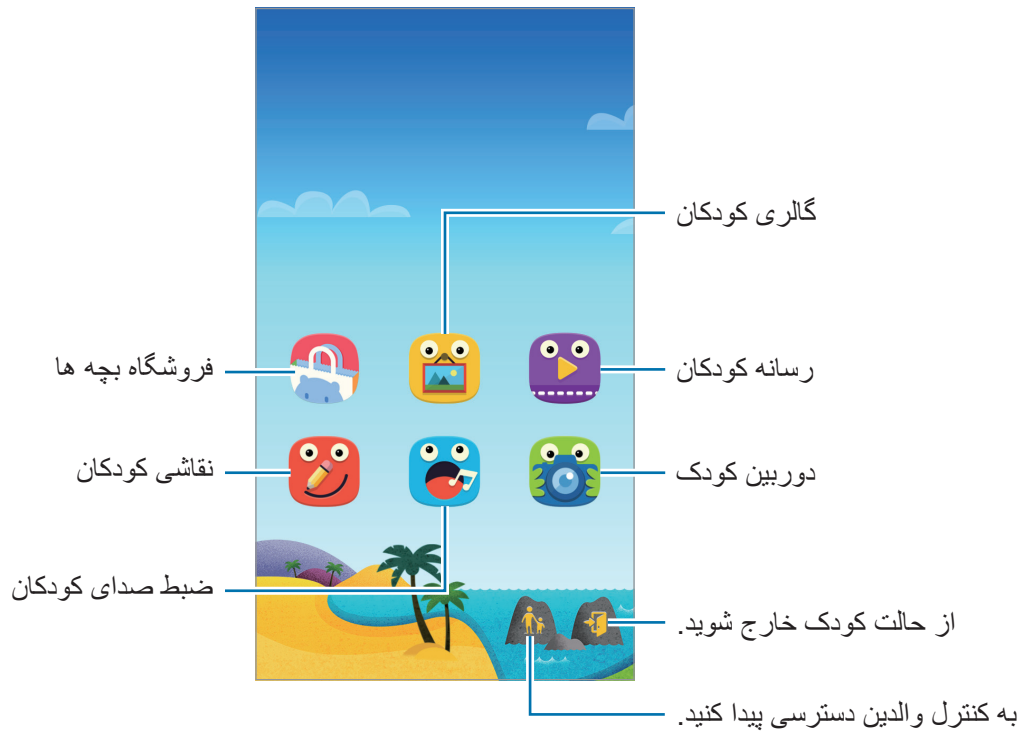 گالری کودکان
فروشگاه بچه ها
رسانه کودکان
نقاشی کودکان
دوربین کودک
ضبط صدای کودکان
از حالت کودک خارج شوید.
به کنترل والدین دسترسی پیدا کنید.